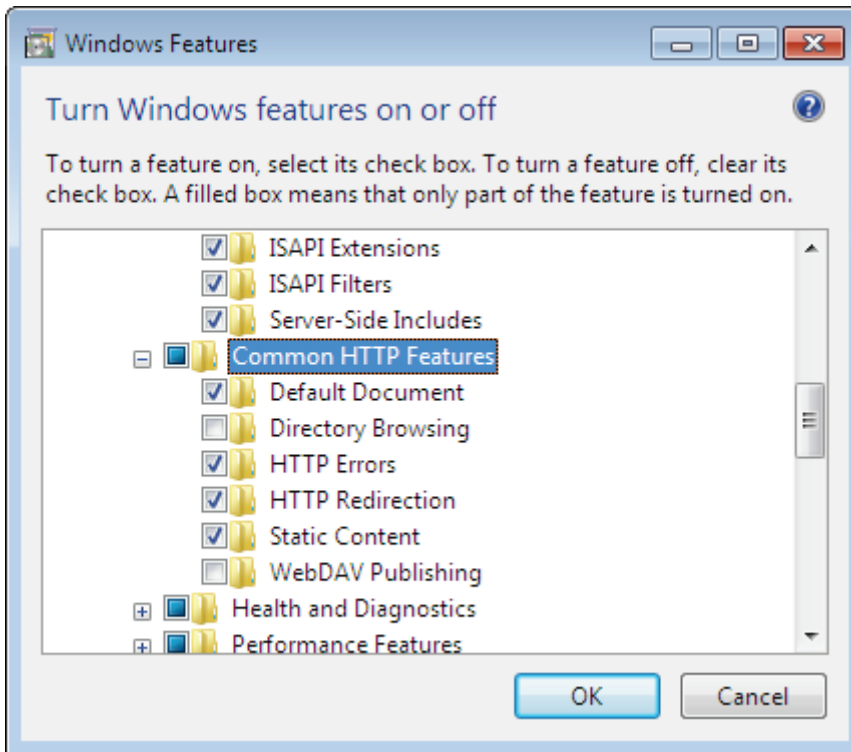 Windows Features
Turn Windows features on or off
To turn a feature on, select its check box. To turn a feature off, clear its
check box. A filled box means that only part of the feature is turned on.
ISAPI Extensions
ISAPI Filters
Server-Side Includes
Common HTTP Features
Default Document
Directory Browsing
HTTP Errors
HTTP Redirection
Static Content
WebDAV Publishing
Health and Diagnostics
Performance Features
OK Cancel